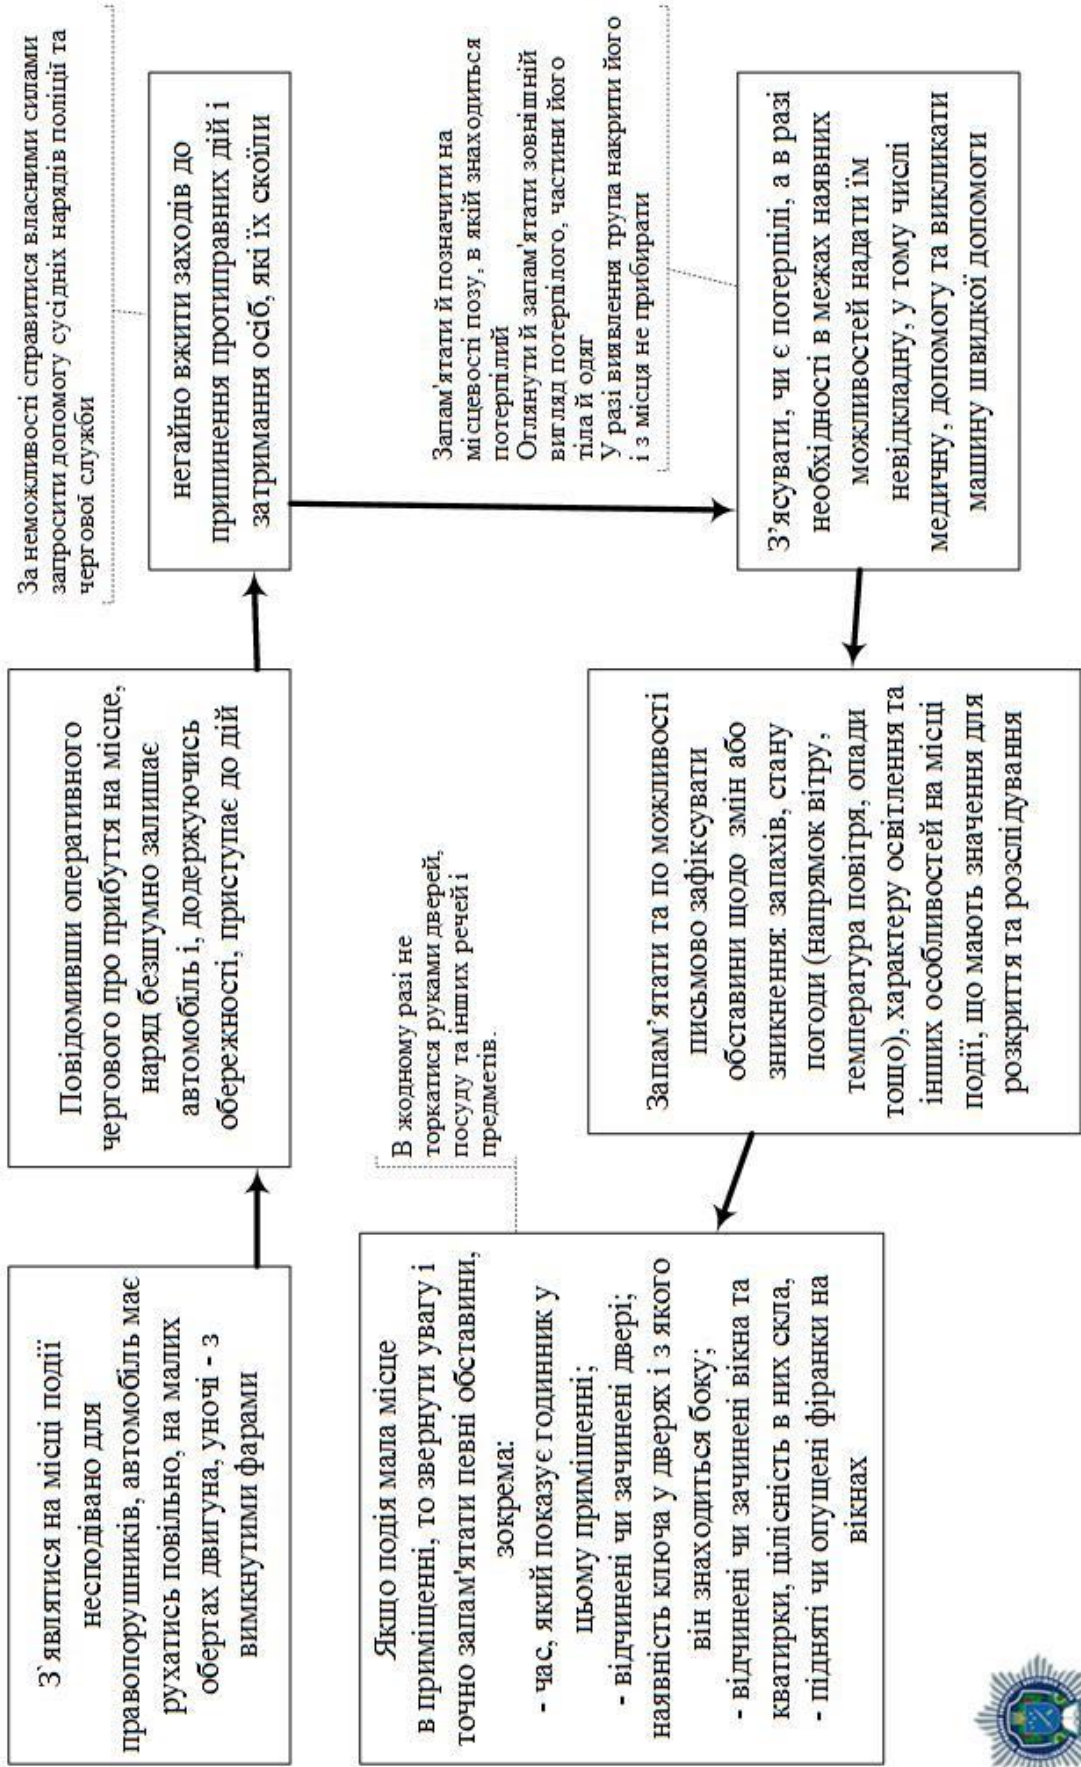 З`являтися на місці події
несподівано для
правопорушників, автомобіль має
рухатись повільно, на малих
обертах двигуна, уночі - з
вимкнутими фарами
Повідомивши оперативного
чергового про прибуття на місце,
наряд безшумно залишає
автомобіль і, додержуючись
обережності, приступає до дій
За неможливості справитися власними силами
запросити допомогу сусідніх нарядів поліції та
чергової служби
негайно вжити заходів до
припинення протиправних дій і
затримання осіб, які їх скоїли
Запам'ятати й позначити на
місцевості позу, в якій знаходиться
потерпілий
Оглянути й запам'ятати зовнішній
вигляд потерпілого, частини його
тіла й одяг
У разі виявлення трупа накрити його
і з місця не прибирати
З’ясувати, чи є потерпілі, а в разі
необхідності в межах наявних
можливостей надати їм
невідкладну, у тому числі
медичну, допомогу та викликати
машину швидкої допомоги
Запам’ятати та по можливості
письмово зафіксувати
обставини щодо змін або
зникнення: запахів, стану
погоди (напрямок вітру,
температура повітря, опади
тощо), характеру освітлення та
інших особливостей на місці
події, що мають значення для
розкриття та розслідування
В жодному разі не
торкатися руками дверей,
посуду та інших речей і
предметів.
Якщо подія мала місце
в приміщенні, то звернути увагу і
точно запам'ятати певні обставини,
зокрема:
- час, який показує годинник у
цьому приміщенні;
- відчинені чи зачинені двері;
наявність ключа у дверях і з якого
він знаходиться боку;
- відчинені чи зачинені вікна та
кватирки, цілісність в них скла,
- підняті чи опущені фіранки на
вікнах